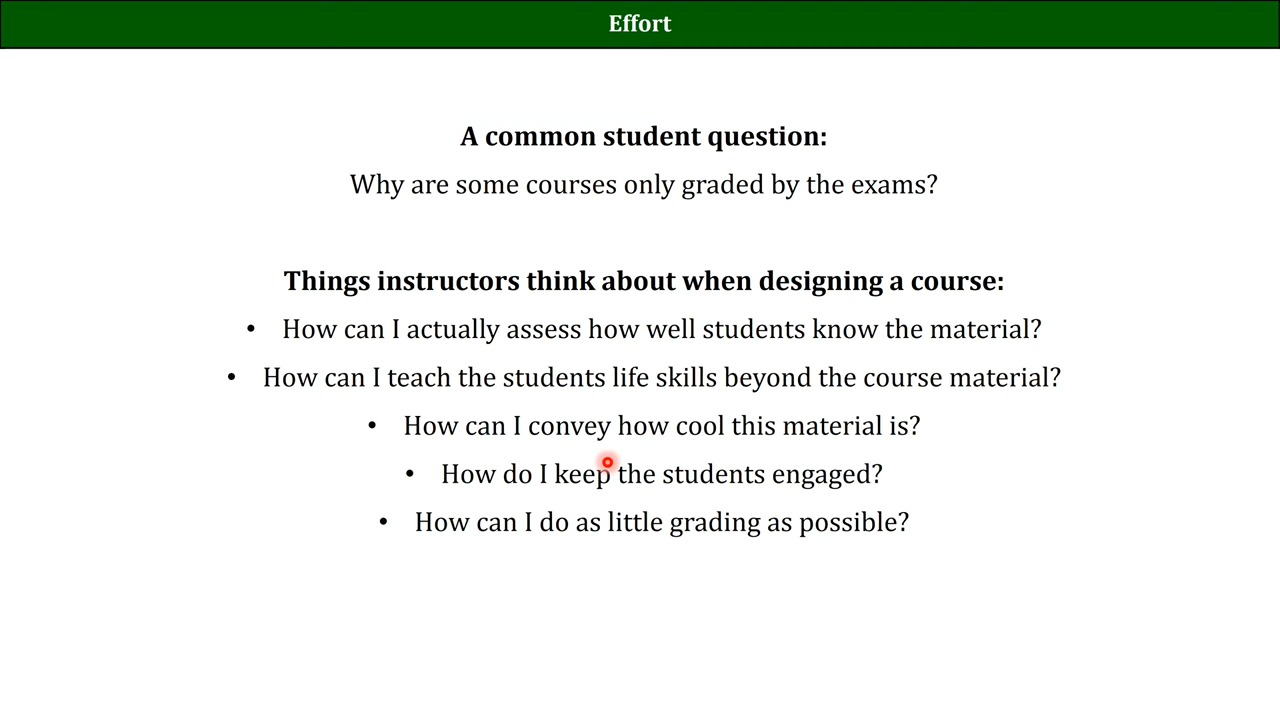 Effort
A common student question:
Why are some courses only graded by the exams?
Things instructors think about when designing a course:
• How can I actually assess how well students know the material?
• How can I teach the students life skills beyond the course material?
• How can I convey how cool this material is?
• How do I keep the students engaged?
• How can I do as little grading as possible?